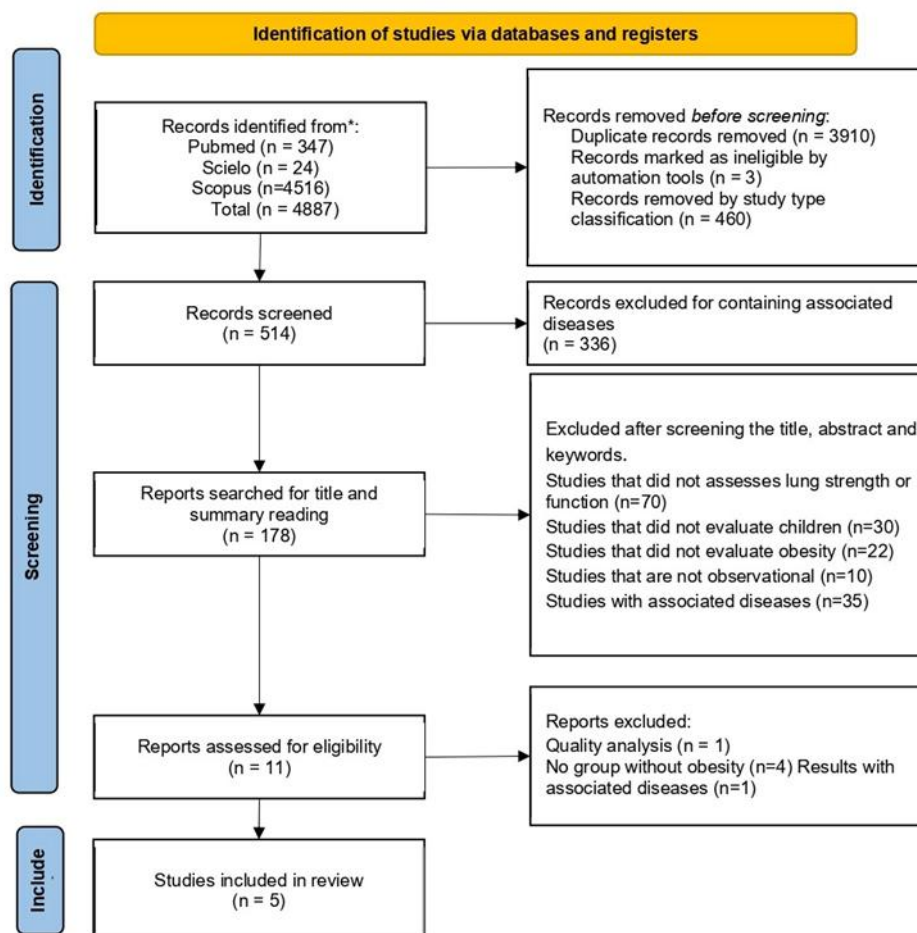 Identification of studies via databases and registers
Identification
Records identified from*:
Pubmed (n = 347)
Scielo (n = 24)
Scopus (n=4516)
Total (n = 4887)
Records removed before screening:
Duplicate records removed (n = 3910)
Records marked as ineligible by
automation tools (n = 3)
Records removed by study type
classification (n = 460)
Screening
Records screened
(n = 514)
Records excluded for containing associated
diseases
(n = 336)
Reports searched for title and
summary reading
(n = 178)
Excluded after screening the title, abstract and
keywords.
Studies that did not assesses lung strength or
function (n=70)
Studies that did not evaluate children (n=30)
Studies that did not evaluate obesity (n=22)
Studies that are not observational (n=10)
Studies with associated diseases (n=35)
Reports assessed for eligibility
(n = 11)
Reports excluded:
Quality analysis (n = 1)
No group without obesity (n=4) Results with
associated diseases (n=1)
Include
Studies included in review
(n = 5)